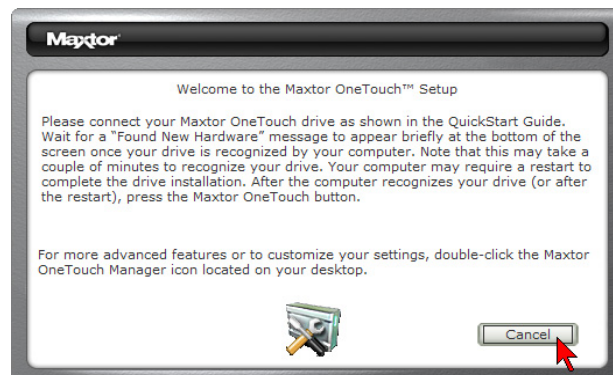 Maxtor
Welcome to the Maxtor OneTouch™ Setup
Please connect your Maxtor OneTouch drive as shown in the QuickStart Guide.
Wait for a “Found New Hardware” message to appear briefly at the bottom of the
screen once your drive is recognized by your computer. Note that this may take a
couple of minutes to recognize your drive. Your computer may require a restart to
complete the drive installation. After the computer recognizes your drive (or after
the restart), press the Maxtor OneTouch button.
For more advanced features or to customize your settings, double-click the Maxtor
OneTouch Manager icon located on your desktop.
Cancel